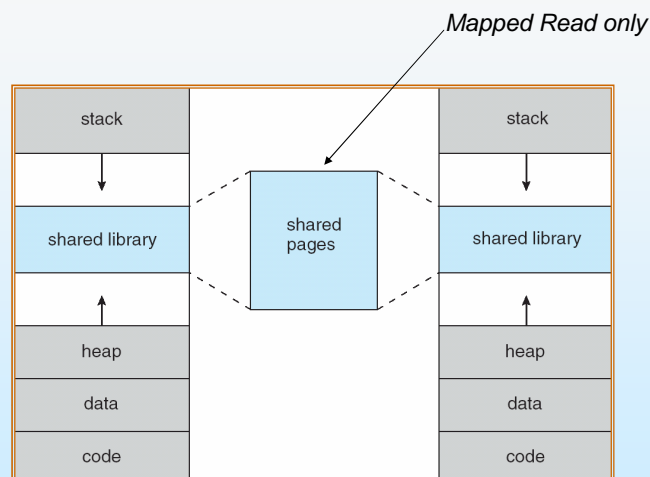 Mapped Read only
stack
stack
shared library
shared
pages
shared library
heap
heap
data
data
code
code